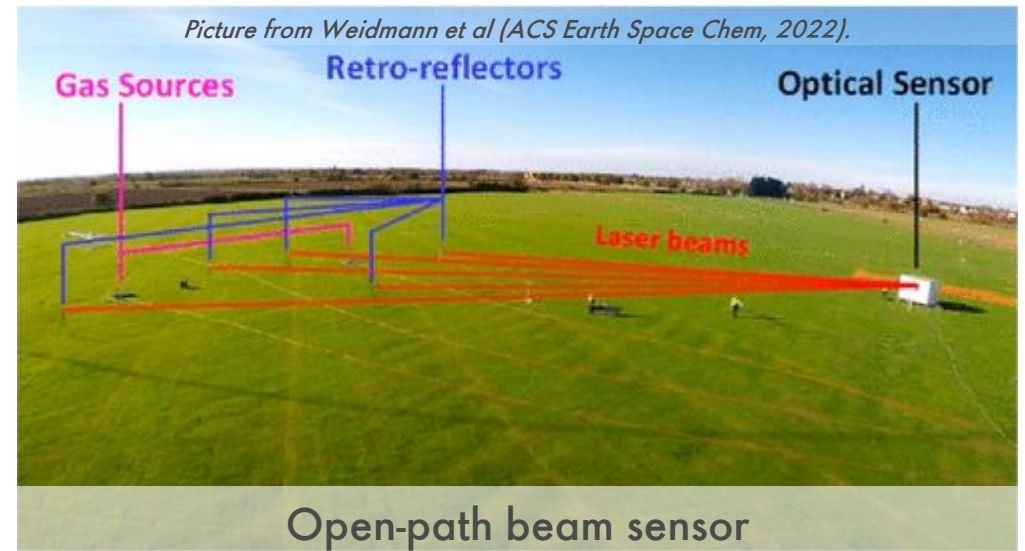 Picture from Weidmann et al (ACS Earth Space Chem, 2022).
Retro-reflectors
Gas Sources
Optical Sensor
Laser beams
Open-path beam sensor